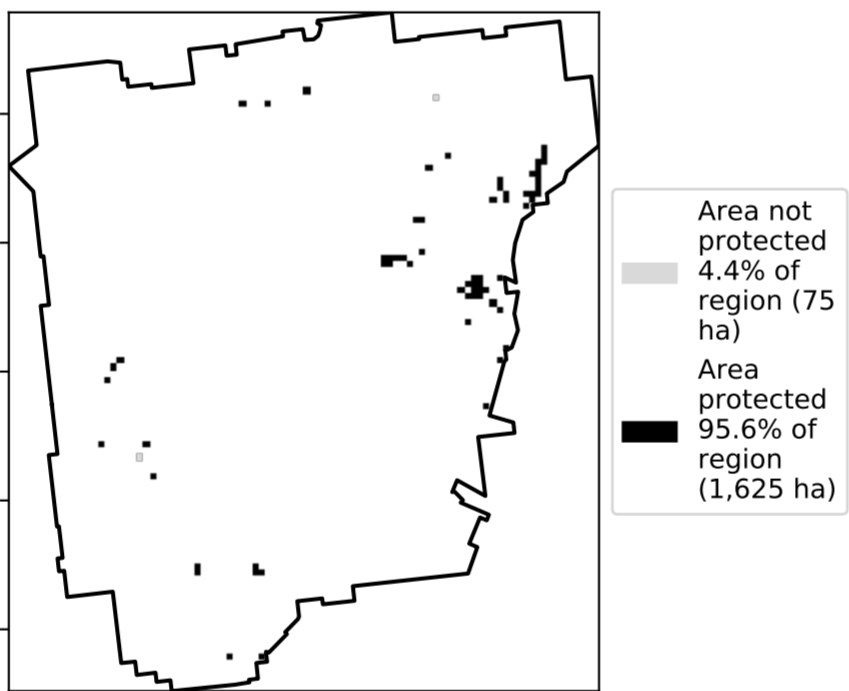 Area not
protected
4.4% of
region (75
ha)
Area
protected
95.6% of
region
(1,625 ha)